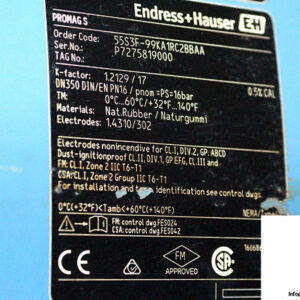 PROMAG S
Endress+Hauser EH
Order Code: 55S3F-99KA1RC2BBAA
Ser.No.: P7275819000
TAG No.:
K-factor: 1.2129 / 17
DN350 DIN/EN PN16 / pnom=PS=16bar
0.5% CAL
TM: 0°C...60°C/+32°F...140°F
Materials: Nat.Rubber / Naturgummi
Electrodes: 1.4310/302
Electrodes nonincendive for CL.I, DIV.2, GP. ABCD
Dust-ignitionproof CL.II, DIV.1, GP.EFG, CL.III and
FM: CL.I, Zone 2 IIC T6-T1
CSA: CL.I, Zone 2 Group IIC T6-T1
For installation and temp. identification see control dwgs.
0°C(+32°F)<Tamb<+60°C(+140°F)
NEMA/
FM: control dwg.FES024
CSA: control dwg.FES042
CE
FM
APPROVED